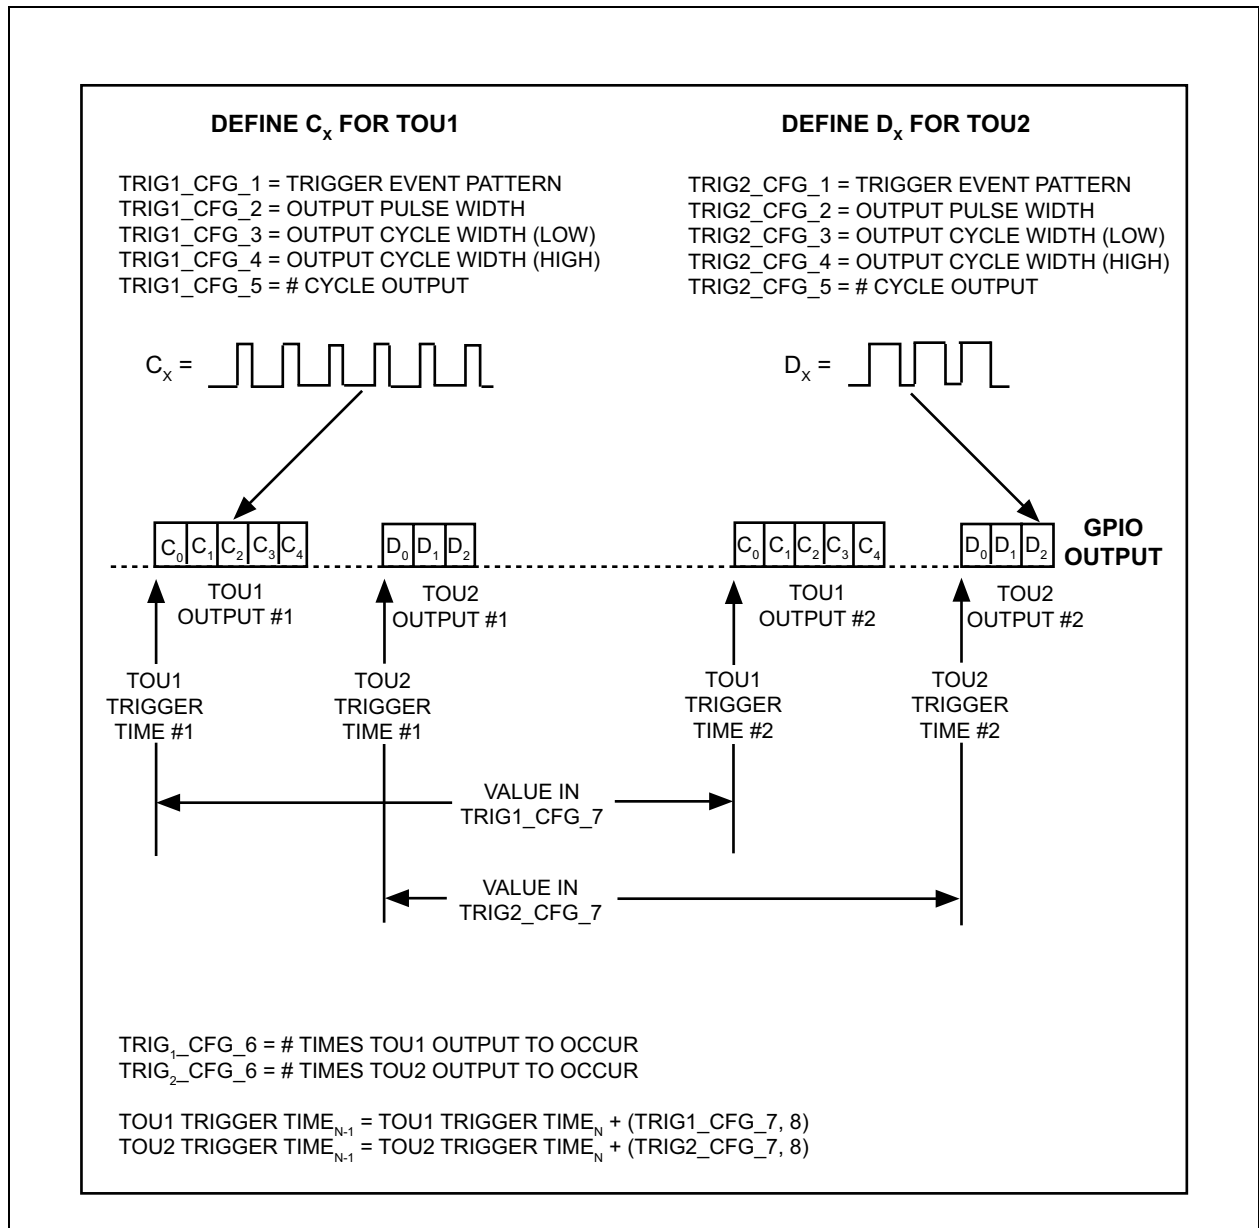 DEFINE Cₓ FOR TOU1
TRIG1_CFG_1 = TRIGGER EVENT PATTERN
TRIG1_CFG_2 = OUTPUT PULSE WIDTH
TRIG1_CFG_3 = OUTPUT CYCLE WIDTH (LOW)
TRIG1_CFG_4 = OUTPUT CYCLE WIDTH (HIGH)
TRIG1_CFG_5 = # CYCLE OUTPUT
Cₓ =
DEFINE Dₓ FOR TOU2
TRIG2_CFG_1 = TRIGGER EVENT PATTERN
TRIG2_CFG_2 = OUTPUT PULSE WIDTH
TRIG2_CFG_3 = OUTPUT CYCLE WIDTH (LOW)
TRIG2_CFG_4 = OUTPUT CYCLE WIDTH (HIGH)
TRIG2_CFG_5 = # CYCLE OUTPUT
Dₓ =
C₀ C₁ C₂ C₃ C₄
D₀ D₁ D₂
C₀ C₁ C₂ C₃ C₄
D₀ D₁ D₂
GPIO
OUTPUT
TOU1
OUTPUT #1
TOU2
OUTPUT #1
TOU1
OUTPUT #2
TOU2
OUTPUT #2
TOU1
TRIGGER
TIME #1
TOU2
TRIGGER
TIME #1
TOU1
TRIGGER
TIME #2
TOU2
TRIGGER
TIME #2
VALUE IN
TRIG1_CFG_7
VALUE IN
TRIG2_CFG_7
TRIG₁_CFG_6 = # TIMES TOU1 OUTPUT TO OCCUR
TRIG₂_CFG_6 = # TIMES TOU2 OUTPUT TO OCCUR
TOU1 TRIGGER TIME_N-1 = TOU1 TRIGGER TIME_N + (TRIG1_CFG_7, 8)
TOU2 TRIGGER TIME_N-1 = TOU2 TRIGGER TIME_N + (TRIG2_CFG_7, 8)